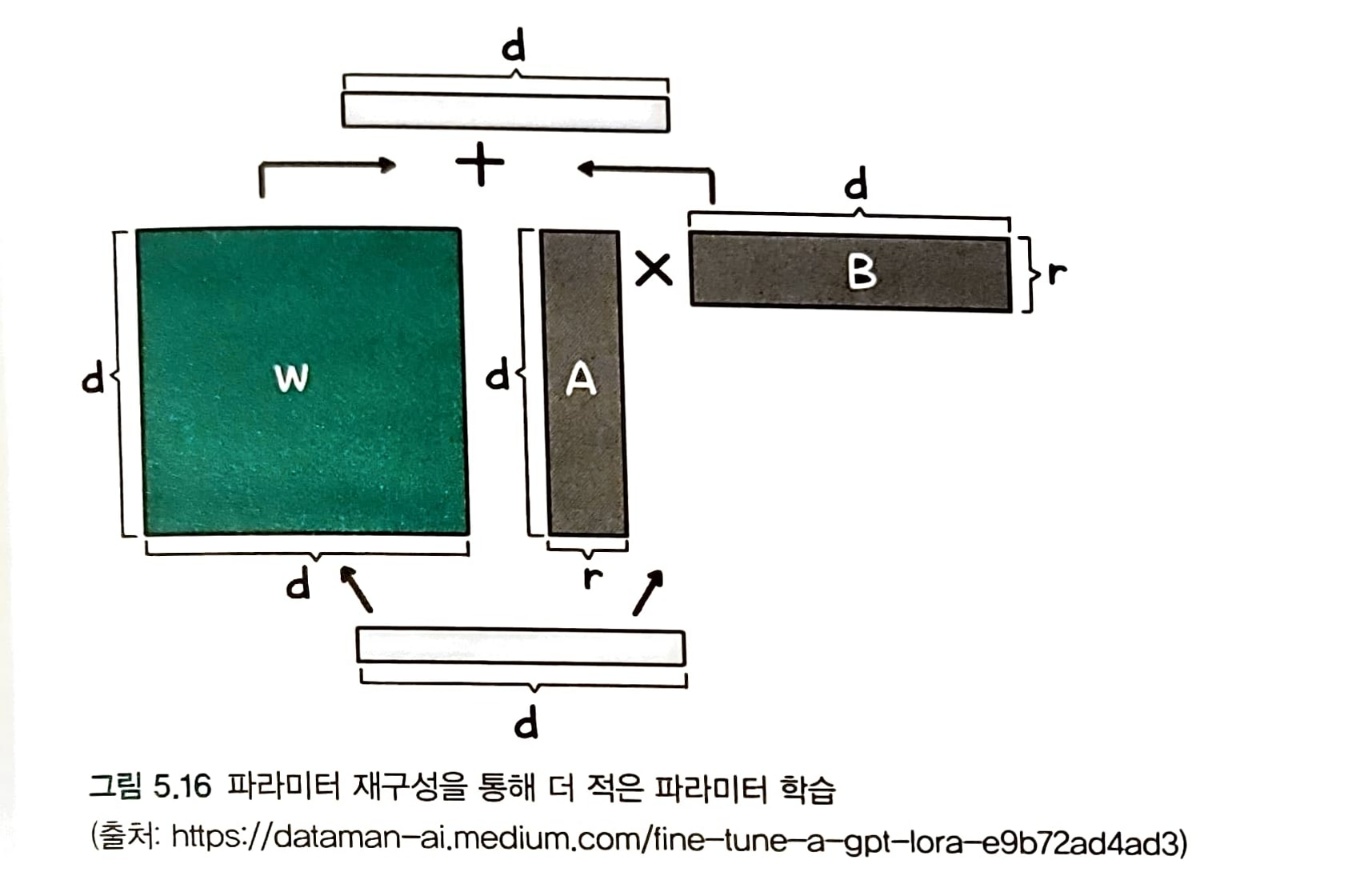 d
+
d
d
W
d
A
×
B
r
d
r
d
그림 5.16 파라미터 재구성을 통해 더 적은 파라미터 학습
(출처: https://dataman-ai.medium.com/fine-tune-a-gpt-lora-e9b72ad4ad3)